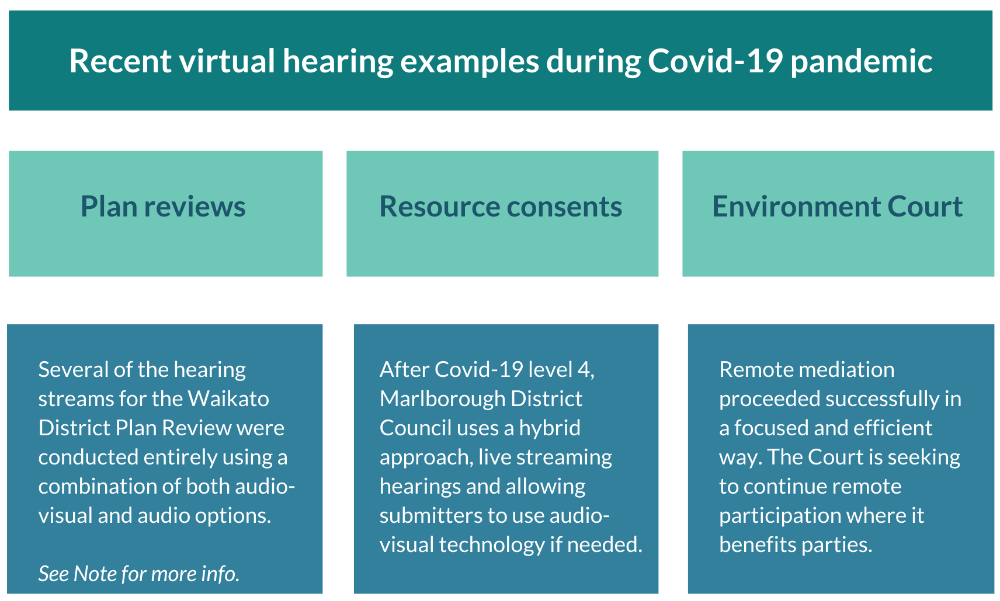 Recent virtual hearing examples during Covid-19 pandemic
Plan reviews
Resource consents
Environment Court
Several of the hearing
streams for the Waikato
District Plan Review were
conducted entirely using a
combination of both audio-
visual and audio options.
See Note for more info.
After Covid-19 level 4,
Marlborough District
Council uses a hybrid
approach, live streaming
hearings and allowing
submitters to use audio-
visual technology if needed.
Remote mediation
proceeded successfully in
a focused and efficient
way. The Court is seeking
to continue remote
participation where it
benefits parties.